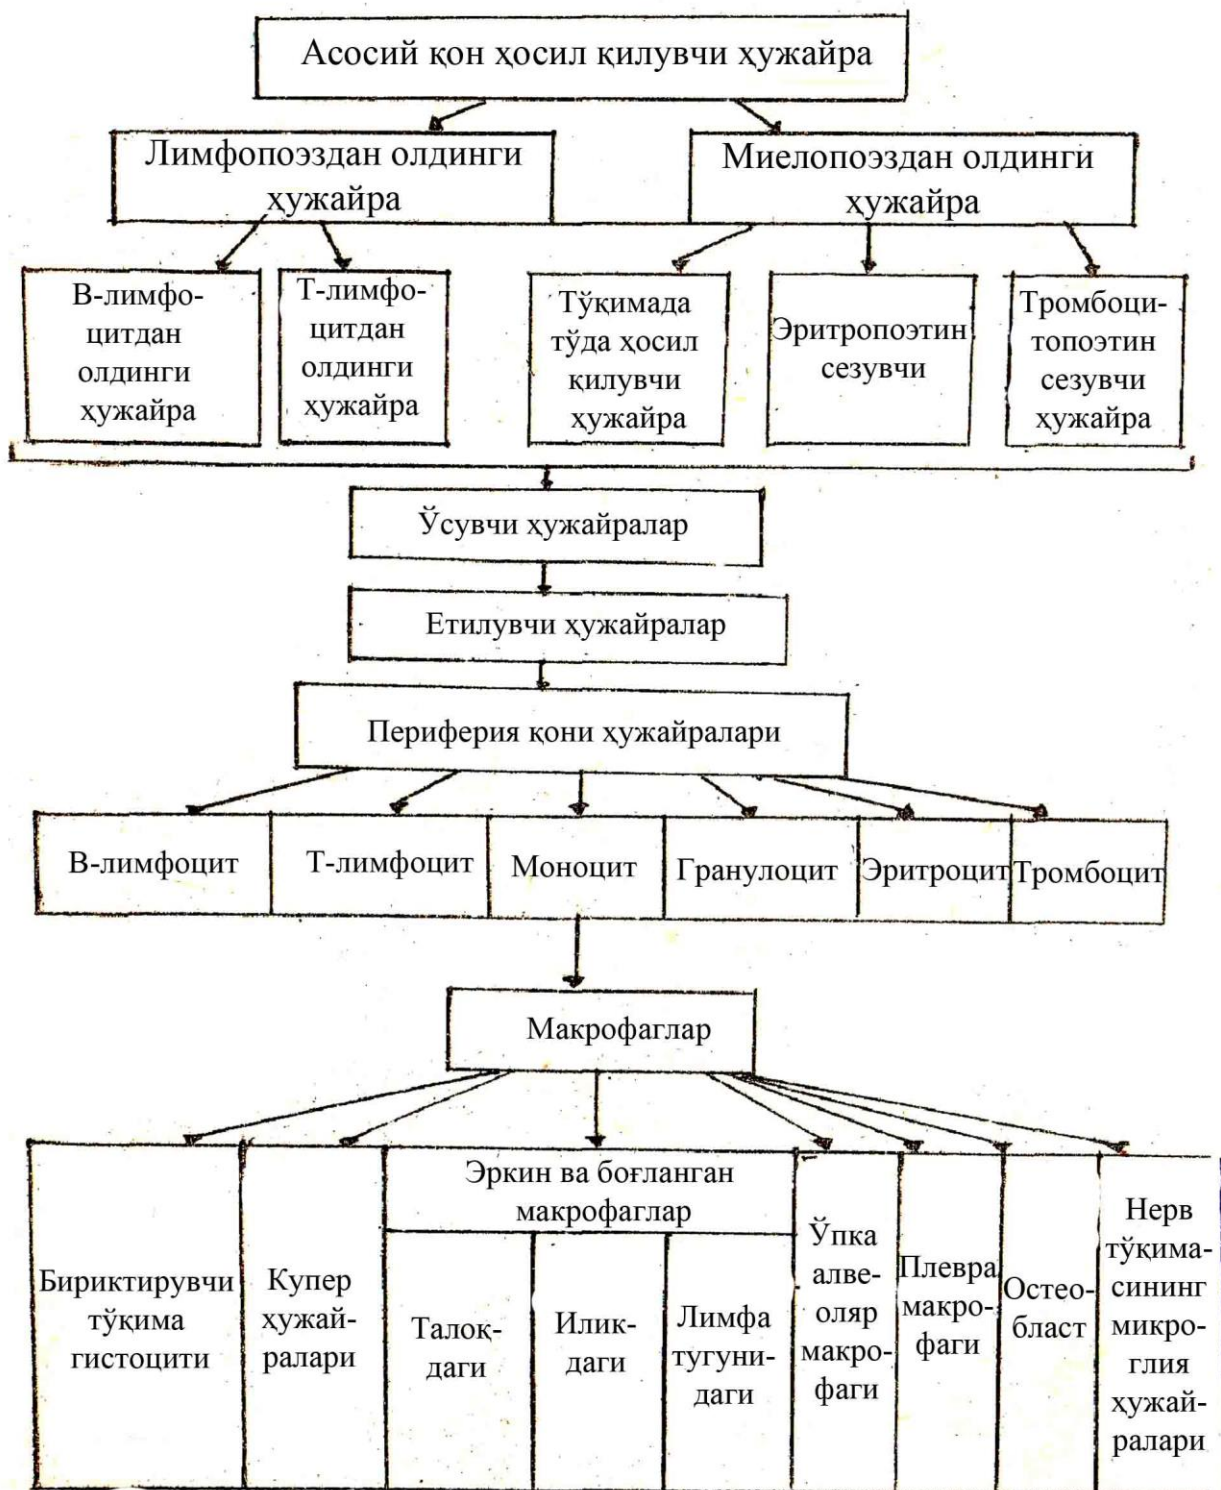 Асосий қон ҳосил қилувчи ҳужайра
Лимфопоэздан олдинги
ҳужайра
Миелопоэздан олдинги
ҳужайра
В-лимфо-
цитдан
олдинги
ҳужайра
Т-лимфо-
цитдан
олдинги
ҳужайра
Тўқимада
тўда ҳосил
қилувчи
ҳужайра
Эритропоэтин
сезувчи
Тромбоци-
топоэтин
сезувчи
ҳужайра
Ўсувчи ҳужайралар
Етилувчи ҳужайралар
Периферия қони ҳужайралари
В-лимфоцит
Т-лимфоцит
Моноцит
Гранулоцит
Эритроцит
Тромбоцит
Макрофаглар
Бириктирувчи
тўқима
гистоцити
Купер
ҳужай-
ралари
Эркин ва боғланган
макрофаглар
Талоқ-
даги
Илик-
даги
Лимфа
тугуни-
даги
Ўпка
алве-
оляр
макро-
фаги
Плевра
макро-
фаги
Остео-
бласт
Нерв
тўқима-
сининг
микро-
глия
ҳужай-
ралари